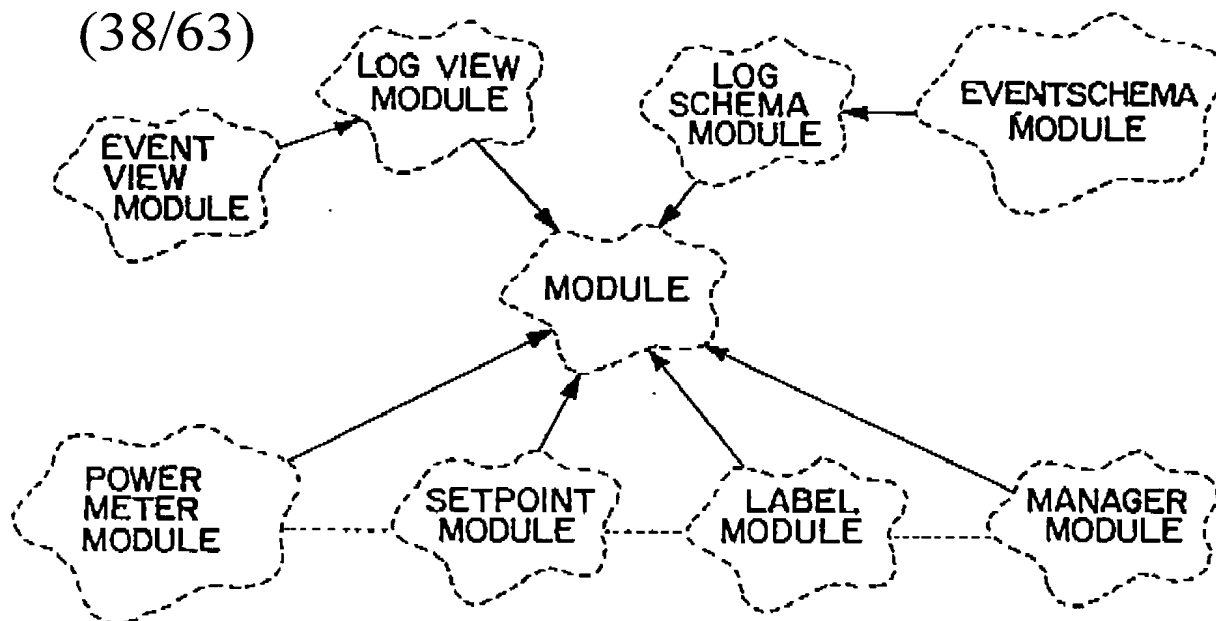 (38/63)
LOG VIEW
MODULE
LOG
SCHEMA
MODULE
EVENTSCHEMA
MODULE
EVENT
VIEW
MODULE
MODULE
POWER
METER
MODULE
SETPOINT
MODULE
LABEL
MODULE
MANAGER
MODULE